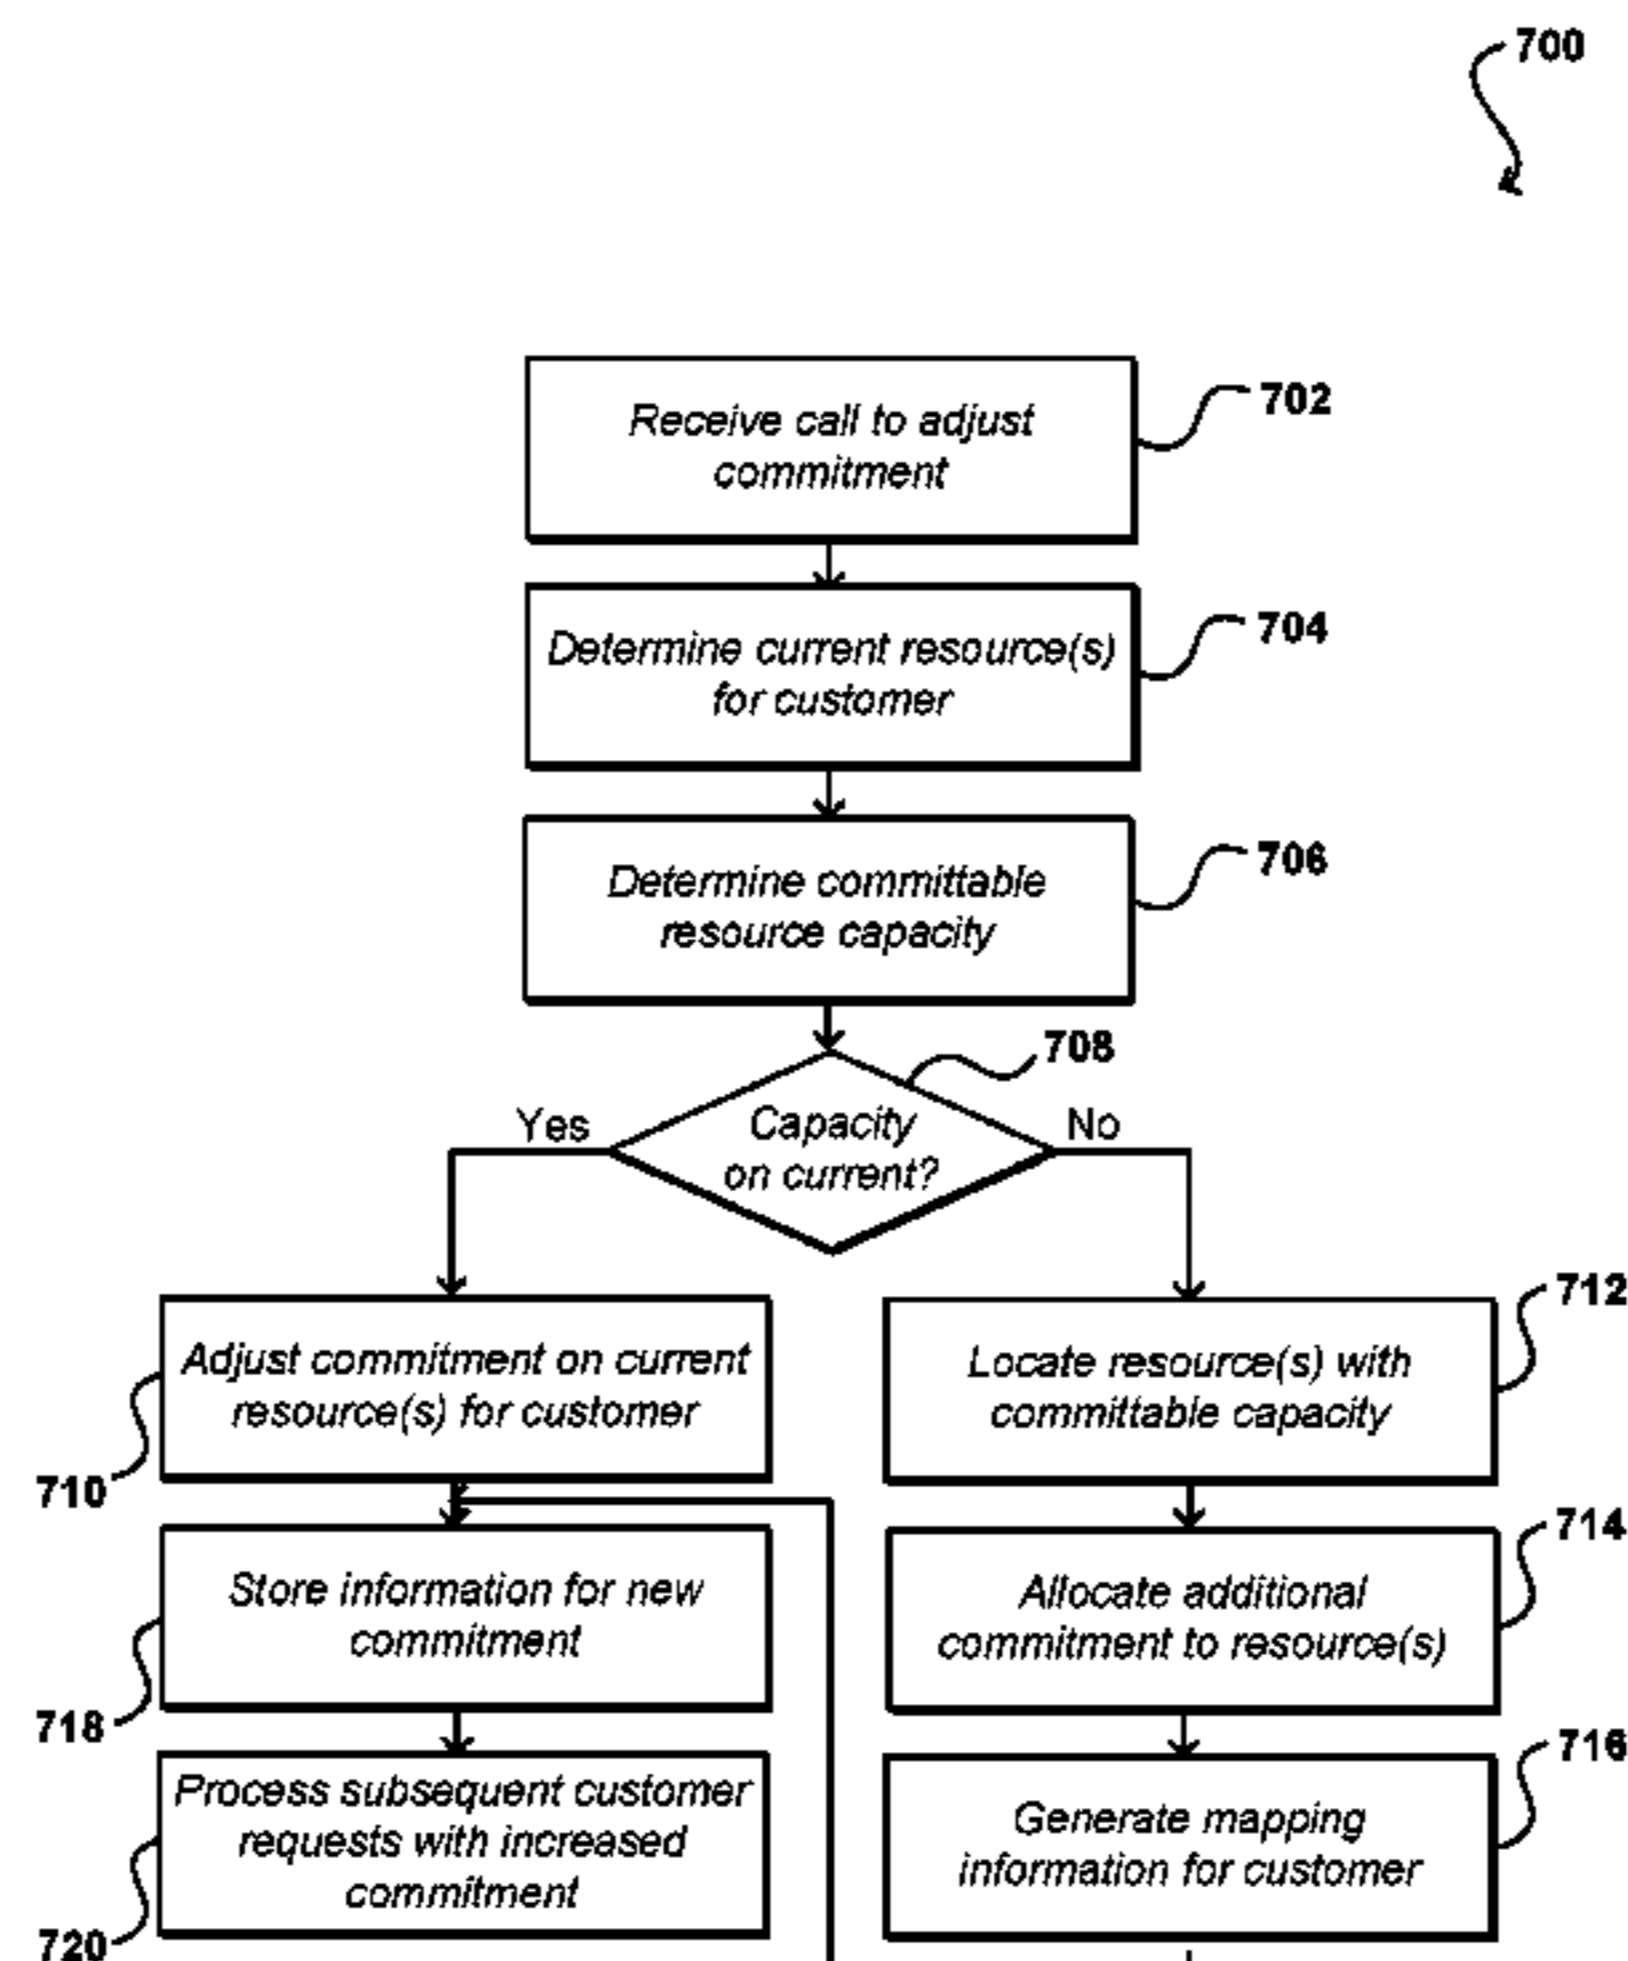 700
Receive call to adjust
commitment
702
Determine current resource(s)
for customer
704
Determine committable
resource capacity
706
708
Capacity
on current?
Yes
No
Adjust commitment on current
resource(s) for customer
710
Locate resource(s) with
committable capacity
712
Store information for new
commitment
718
Allocate additional
commitment to resource(s)
714
Process subsequent customer
requests with increased
commitment
720
Generate mapping
information for customer
716